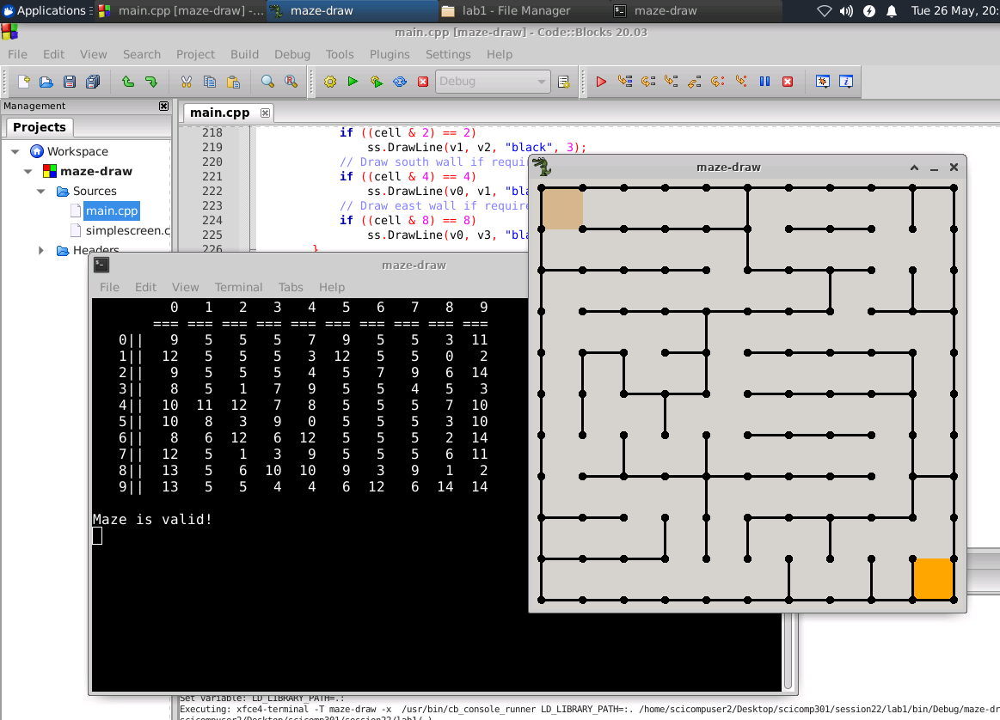 Applications main.cpp [maze-draw] -... maze-draw lab1 - File Manager maze-draw Tue 26 May, 20:
main.cpp [maze-draw] - Code::Blocks 20.03
File Edit View Search Project Build Debug Tools Plugins Settings Help
Debug
Management
main.cpp
Projects
Workspace
maze-draw
Sources
main.cpp
simplescreen.c
Headers
218 if ((cell & 2) == 2)
219 ss.DrawLine(v1, v2, "black", 3);
220 // Draw south wall if requi
221 if ((cell & 4) == 4)
222 ss.DrawLine(v0, v1, "bla
223 // Draw east wall if require
224 if ((cell & 8) == 8)
225 ss.DrawLine(v0, v3, "bla
226 }
maze-draw
maze-draw
File Edit View Terminal Tabs Help
0 1 2 3 4 5 6 7 8 9
=== === === === === === === === === ===
0|| 9 5 5 5 7 9 5 5 3 11
1|| 12 5 5 5 3 12 5 5 0 2
2|| 9 5 5 5 4 5 7 9 6 14
3|| 8 5 1 7 9 5 5 4 5 3
4|| 10 11 12 7 8 5 5 5 7 10
5|| 10 8 3 9 0 5 5 5 3 10
6|| 8 6 12 6 12 5 5 5 2 14
7|| 12 5 1 3 9 5 5 5 6 11
8|| 13 5 6 10 10 9 3 9 1 2
9|| 13 5 5 4 4 6 12 6 14 14
Maze is valid!
Set variable: LD_LIBRARY_PATH=.:
Executing: xfce4-terminal -T maze-draw -x /usr/bin/cb_console_runner LD_LIBRARY_PATH=:. /home/scicompuser2/Desktop/scicomp301/session22/lab1/bin/Debug/maze-dr